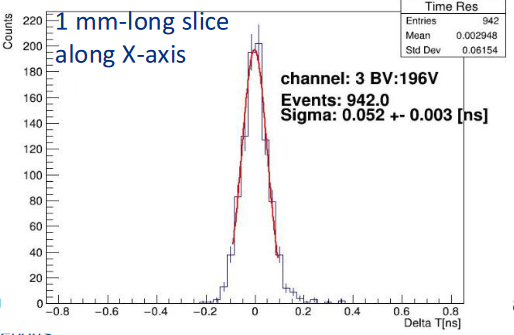 Time Res
Entries 942
Mean 0.002948
Std Dev 0.06154
1 mm-long slice
along X-axis
channel: 3 BV:196V
Events: 942.0
Sigma: 0.052 +- 0.003 [ns]
Counts
220
200
180
160
140
120
100
80
60
40
20
0
−0.8 −0.6 −0.4 −0.2 0 0.2 0.4 0.6 0.8
Delta T[ns]